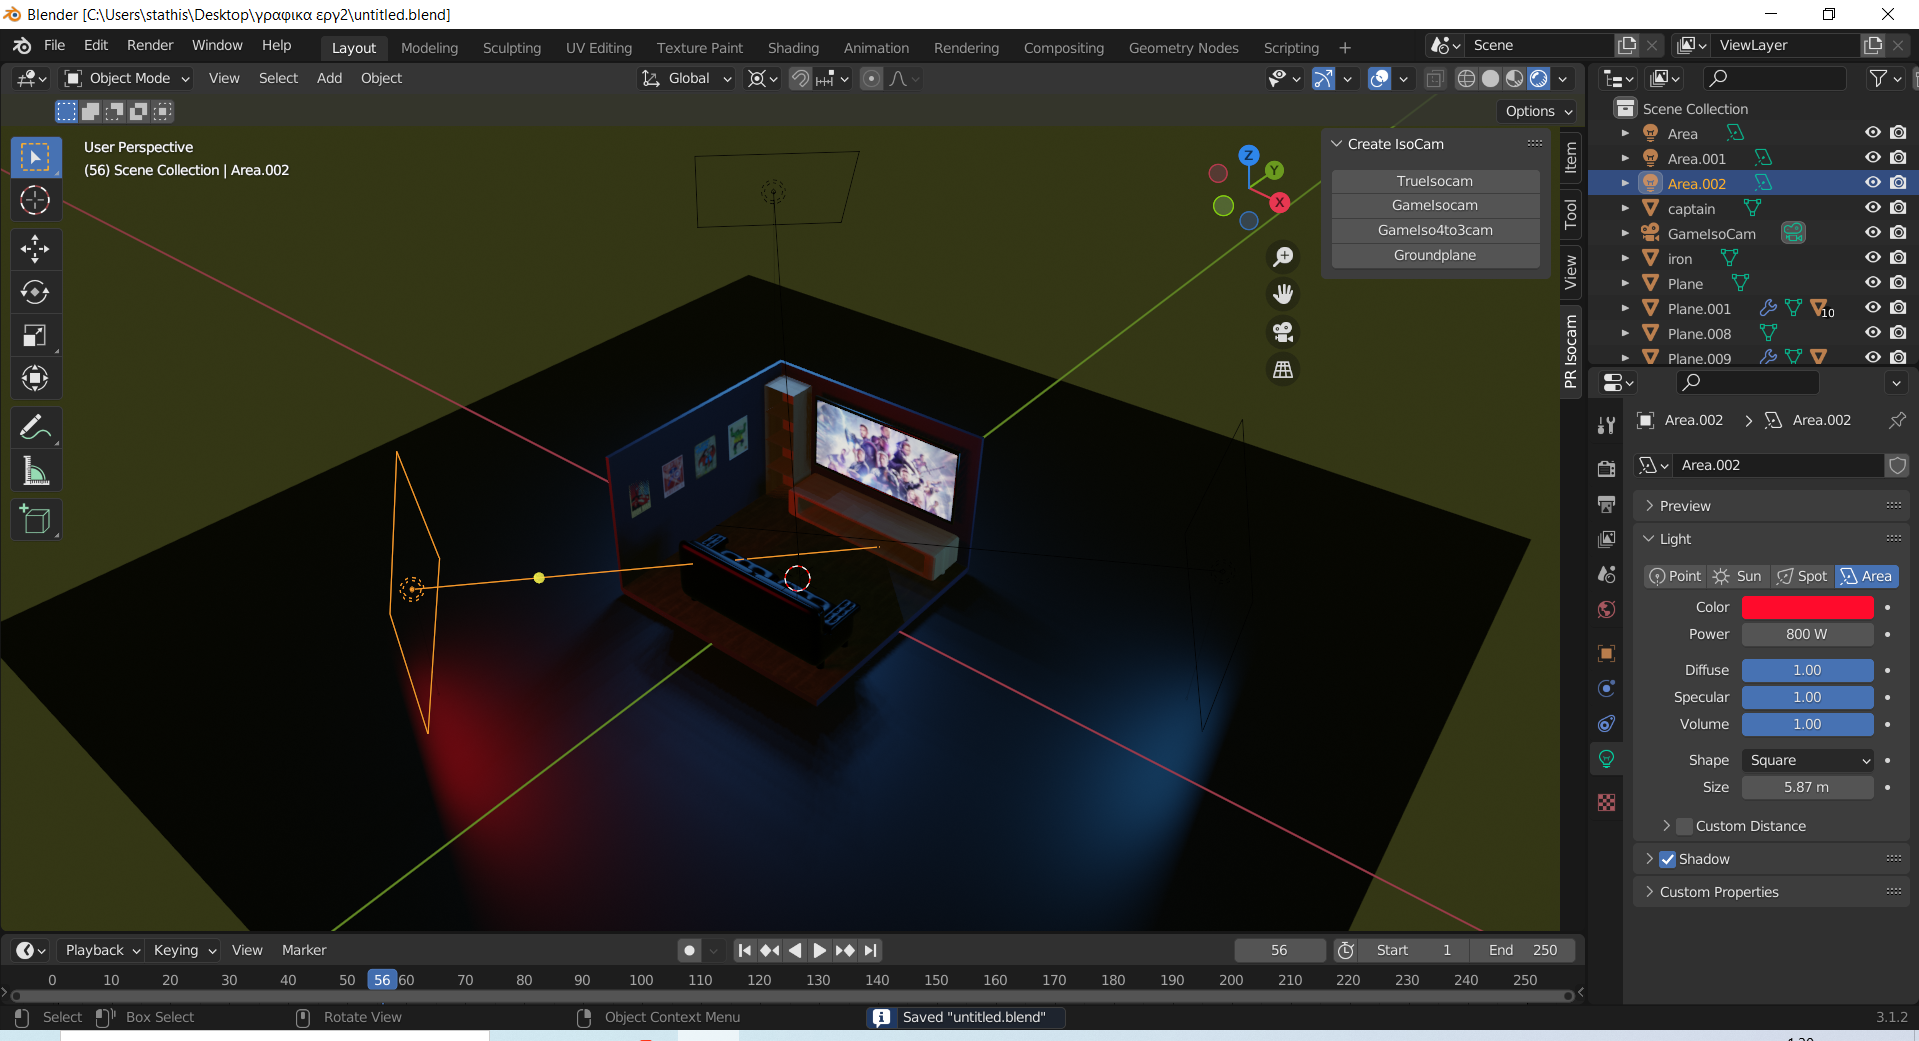 Blender [C:\Users\stathis\Desktop\γραφικα εργ2\untitled.blend]
File Edit Render Window Help Layout Modeling Sculpting UV Editing Texture Paint Shading Animation Rendering Compositing Geometry Nodes Scripting + Scene ViewLayer
Object Mode View Select Add Object Global
Options
User Perspective
(56) Scene Collection | Area.002
Z
Y
X
Create IsoCam
TrueIsocam
GameIsocam
GameIso4to3cam
Groundplane
Item
Tool
View
PR Isocam
Scene Collection
Area
Area.001
Area.002
captain
GameIsoCam
iron
Plane
Plane.001 10
Plane.008
Plane.009
Area.002 > Area.002
Area.002
Preview
Light
Point Sun Spot Area
Color
Power 800 W
Diffuse 1.00
Specular 1.00
Volume 1.00
Shape Square
Size 5.87 m
Custom Distance
Shadow
Custom Properties
Playback Keying View Marker 56 Start 1 End 250
0 10 20 30 40 50 56 60 70 80 90 100 110 120 130 140 150 160 170 180 190 200 210 220 230 240 250
Select Box Select Rotate View Object Context Menu Saved "untitled.blend" 3.1.2